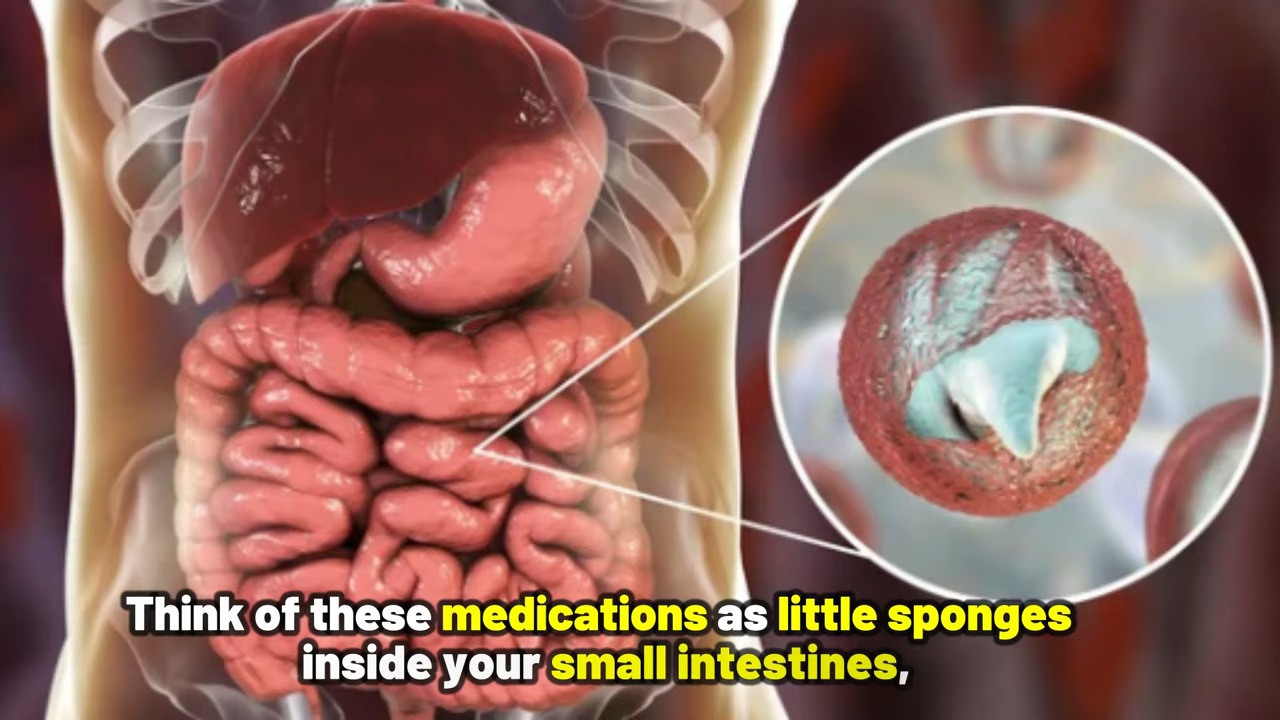 Think of these medications as little sponges
inside your small intestines,